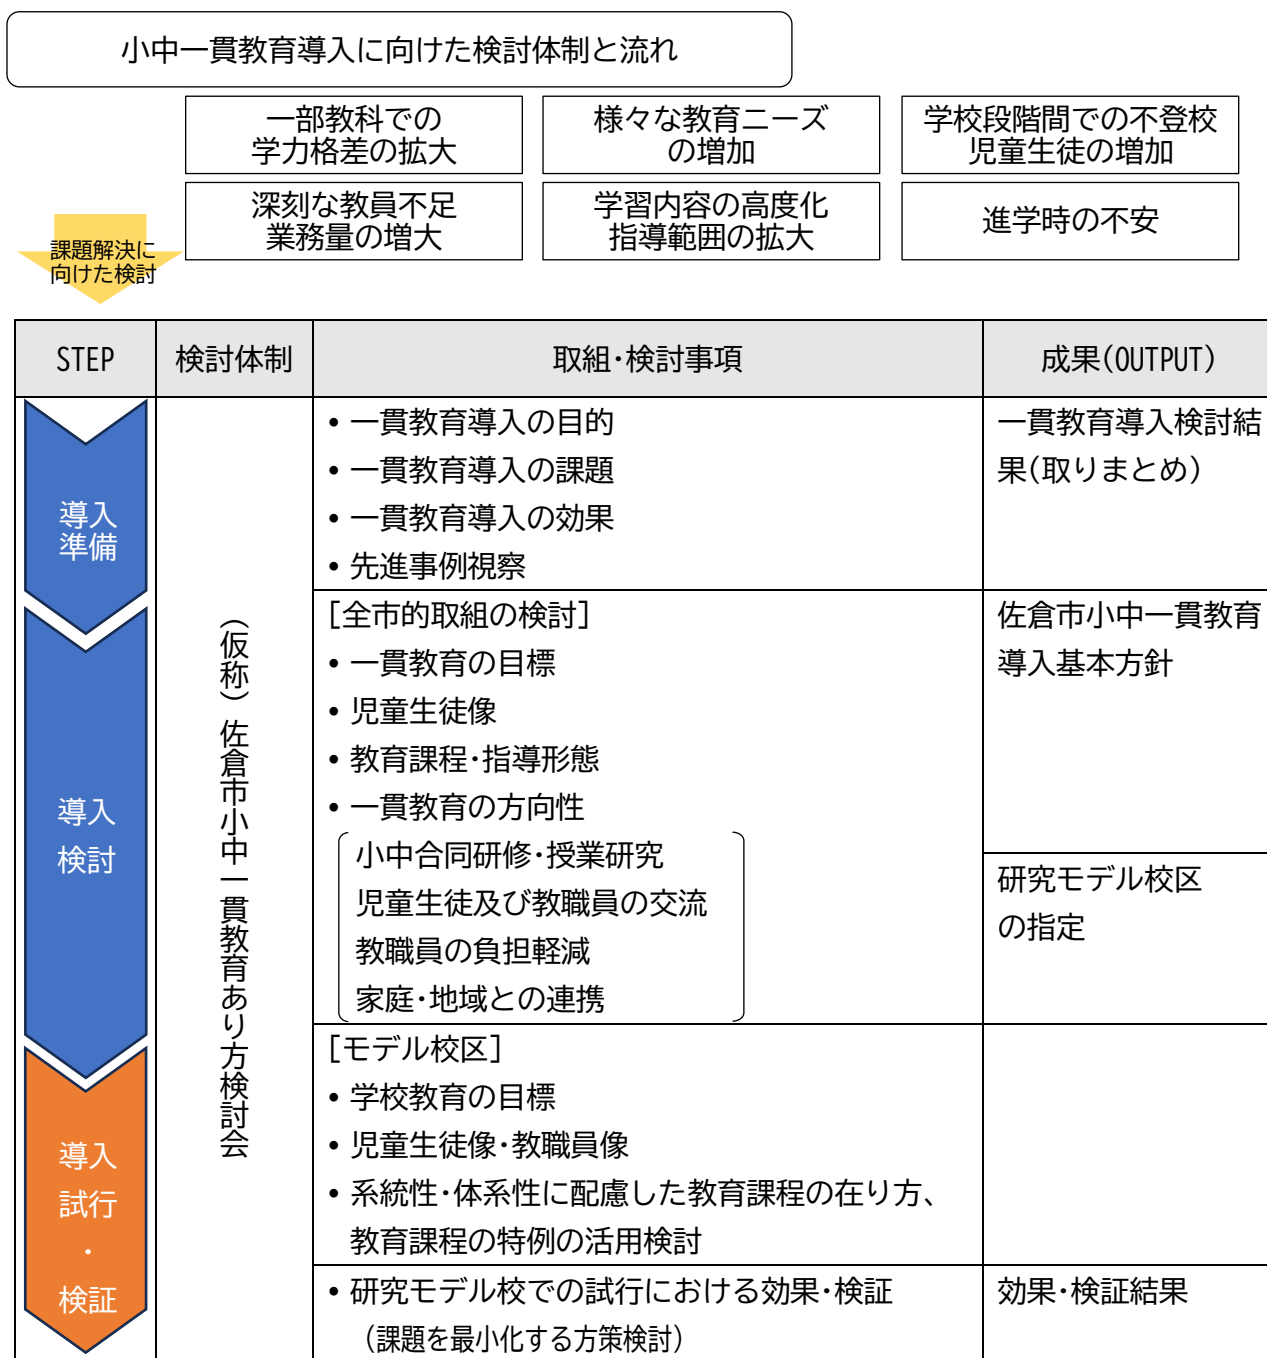 小中一貫教育導入に向けた検討体制と流れ
一部教科での
学力格差の拡大
様々な教育ニーズ
の増加
学校段階間での不登校
児童生徒の増加
深刻な教員不足
業務量の増大
学習内容の高度化
指導範囲の拡大
進学時の不安
課題解決に
向けた検討
STEP
検討体制
取組・検討事項
成果(OUTPUT)
導入
準備
（仮称）佐倉市小中一貫教育あり方検討会
• 一貫教育導入の目的
• 一貫教育導入の課題
• 一貫教育導入の効果
• 先進事例視察
一貫教育導入検討結
果(取りまとめ)
導入
検討
[全市的取組の検討]
• 一貫教育の目標
• 児童生徒像
• 教育課程・指導形態
• 一貫教育の方向性
小中合同研修・授業研究
児童生徒及び教職員の交流
教職員の負担軽減
家庭・地域との連携
佐倉市小中一貫教育
導入基本方針
研究モデル校区
の指定
導入
試行
・
検証
[モデル校区]
• 学校教育の目標
• 児童生徒像・教職員像
• 系統性・体系性に配慮した教育課程の在り方、
教育課程の特例の活用検討
• 研究モデル校での試行における効果・検証
（課題を最小化する方策検討）
効果・検証結果